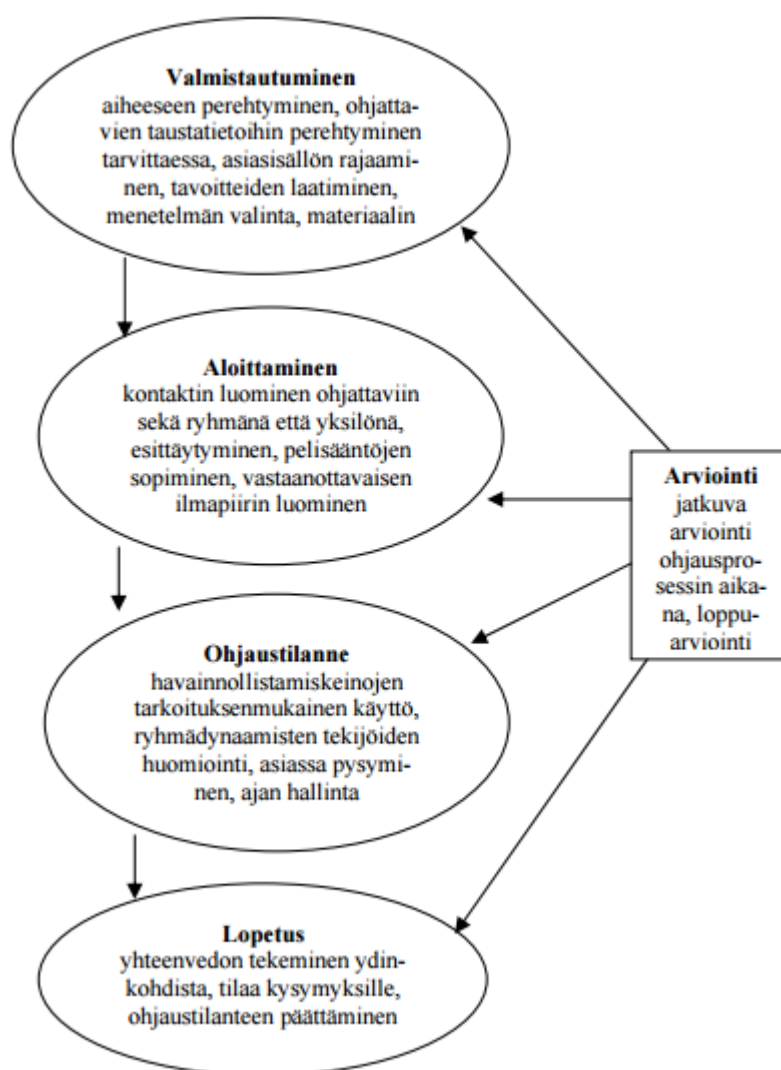 Valmistautuminen
aiheeseen perehtyminen, ohjatta-
vien taustatietoihin perehtyminen
tarvittaessa, asiasisällön rajaami-
nen, tavoitteiden laatiminen,
menetelmän valinta, materiaalin
Aloittaminen
kontaktin luominen ohjattaviin
sekä ryhmänä että yksilönä,
esittäytyminen, pelisääntöjen
sopiminen, vastaanottavaisen
ilmapiirin luominen
Ohjaustilanne
havainnollistamiskeinojen
tarkoituksenmukainen käyttö,
ryhmädynaamisten tekijöiden
huomiointi, asiassa pysymi-
nen, ajan hallinta
Lopetus
yhteenvedon tekeminen ydin-
kohdista, tilaa kysymyksille,
ohjaustilanteen päättäminen
Arviointi
jatkuva
arviointi
ohjauspro-
sessin aika-
na, loppu-
arviointi